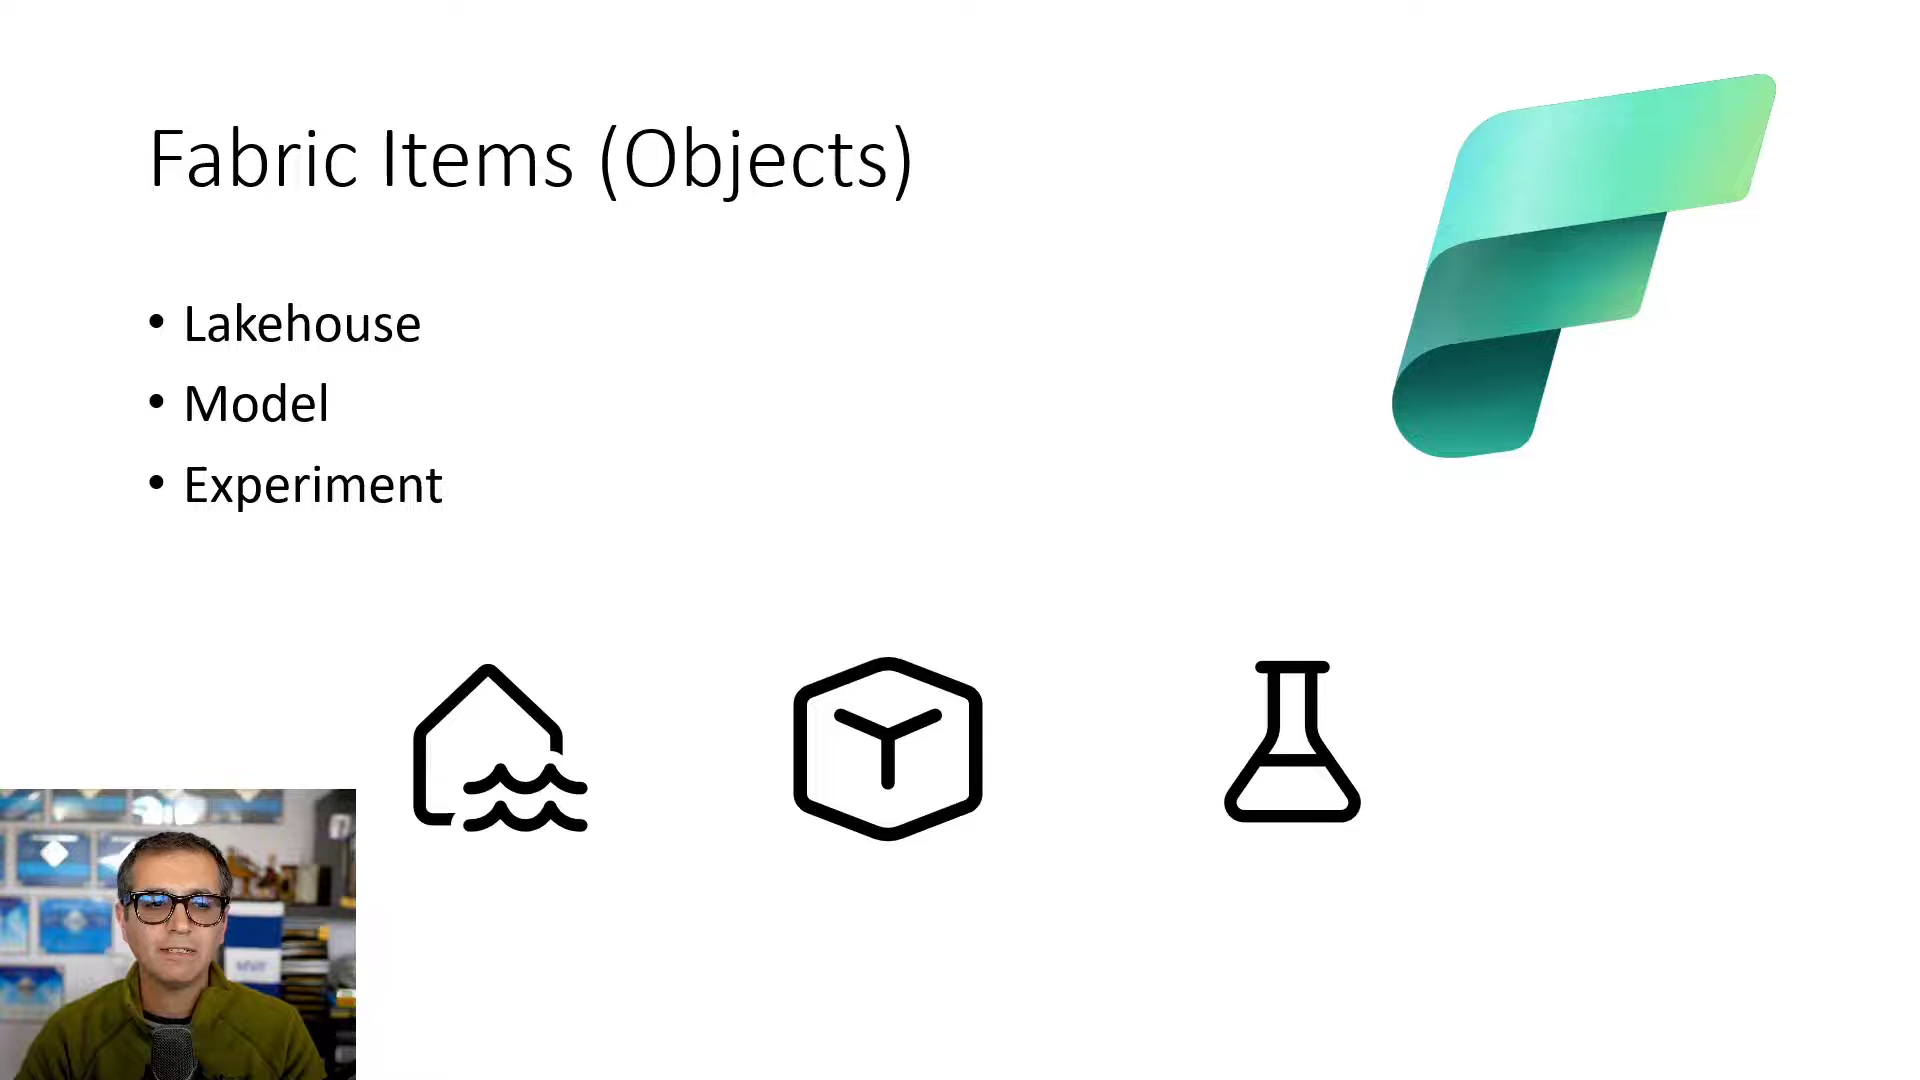 Fabric Items (Objects)
• Lakehouse
• Model
• Experiment